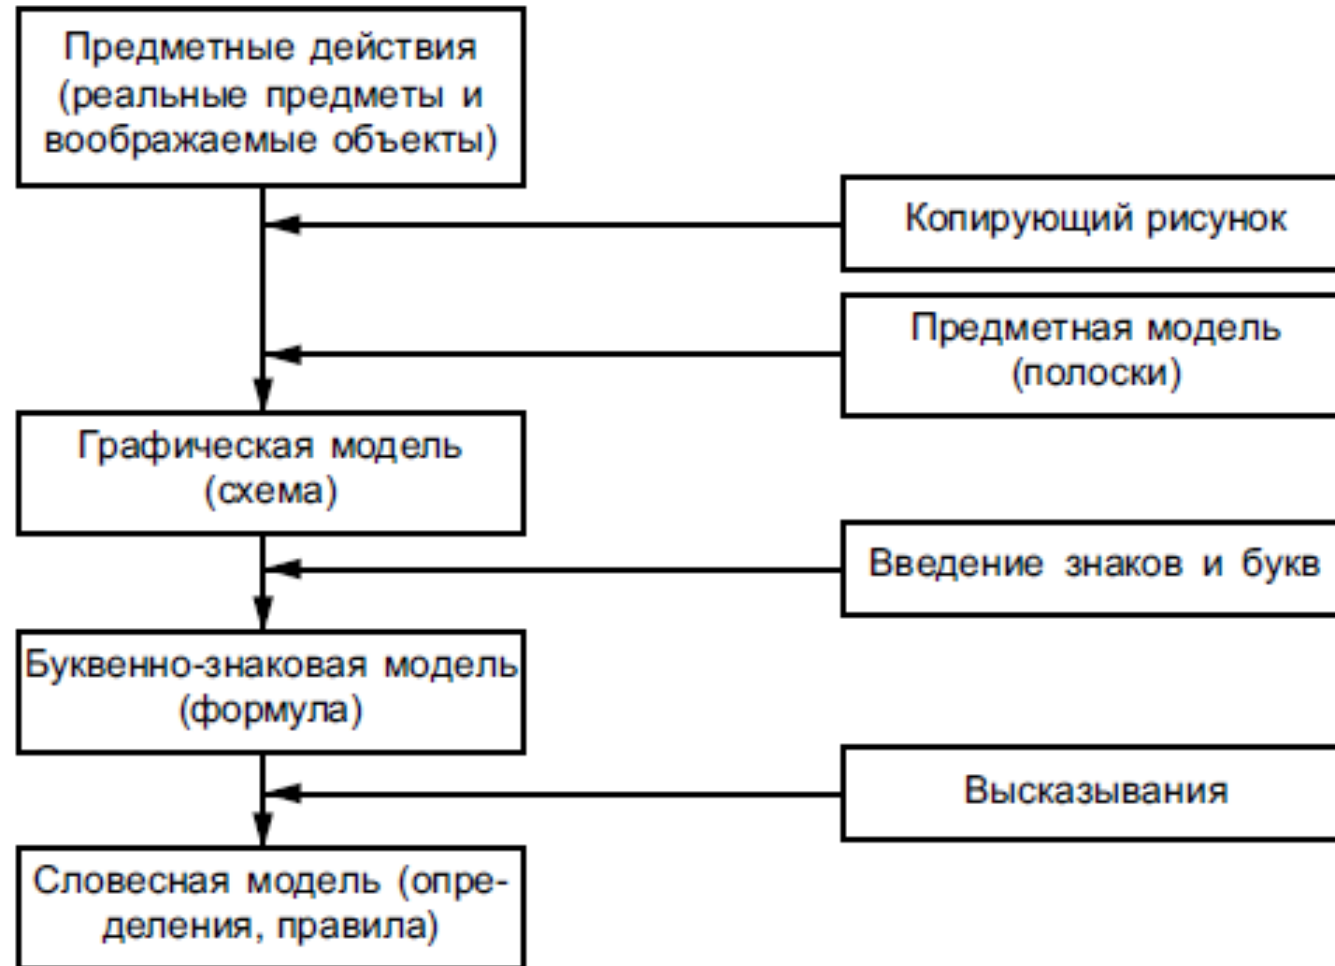 Предметные действия
(реальные предметы и
воображаемые объекты)
Копирующий рисунок
Предметная модель
(полоски)
Графическая модель
(схема)
Введение знаков и букв
Буквенно-знаковая модель
(формула)
Высказывания
Словесная модель (опре-
деления, правила)